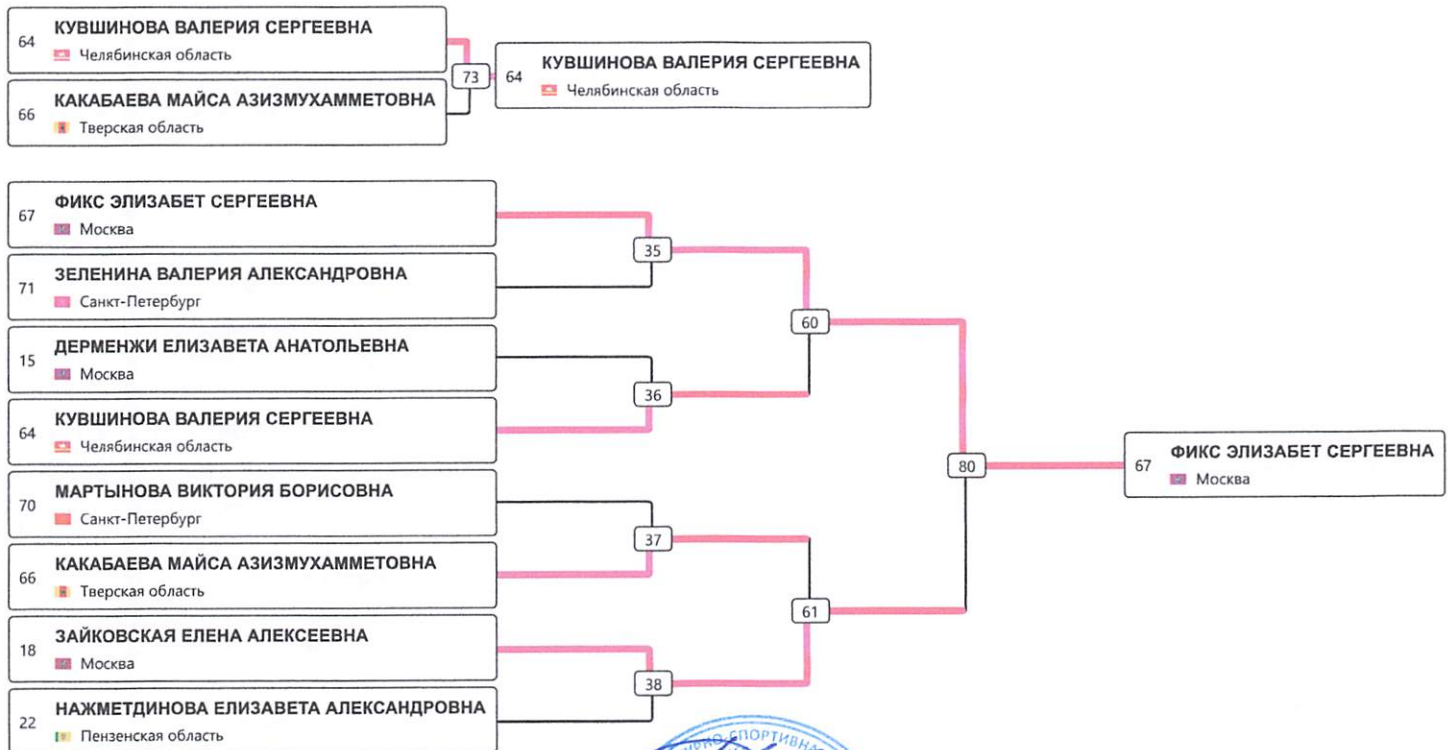 64 КУВШИНОВА ВАЛЕРИЯ СЕРГЕЕВНА
Челябинская область
73
64 КУВШИНОВА ВАЛЕРИЯ СЕРГЕЕВНА
Челябинская область
66 КАКАБАЕВА МАЙСА АЗИЗМУХАММЕТОВНА
Тверская область
67 ФИКС ЭЛИЗАБЕТ СЕРГЕЕВНА
Москва
35
71 ЗЕЛЕНИНА ВАЛЕРИЯ АЛЕКСАНДРОВНА
Санкт-Петербург
60
15 ДЕРМЕНЖИ ЕЛИЗАВЕТА АНАТОЛЬЕВНА
Москва
36
64 КУВШИНОВА ВАЛЕРИЯ СЕРГЕЕВНА
Челябинская область
80
67 ФИКС ЭЛИЗАБЕТ СЕРГЕЕВНА
Москва
70 МАРТЫНОВА ВИКТОРИЯ БОРИСОВНА
Санкт-Петербург
37
66 КАКАБАЕВА МАЙСА АЗИЗМУХАММЕТОВНА
Тверская область
61
18 ЗАЙКОВСКАЯ ЕЛЕНА АЛЕКСЕЕВНА
Москва
38
22 НАЖМЕТДИНОВА ЕЛИЗАВЕТА АЛЕКСАНДРОВНА
Пензенская область